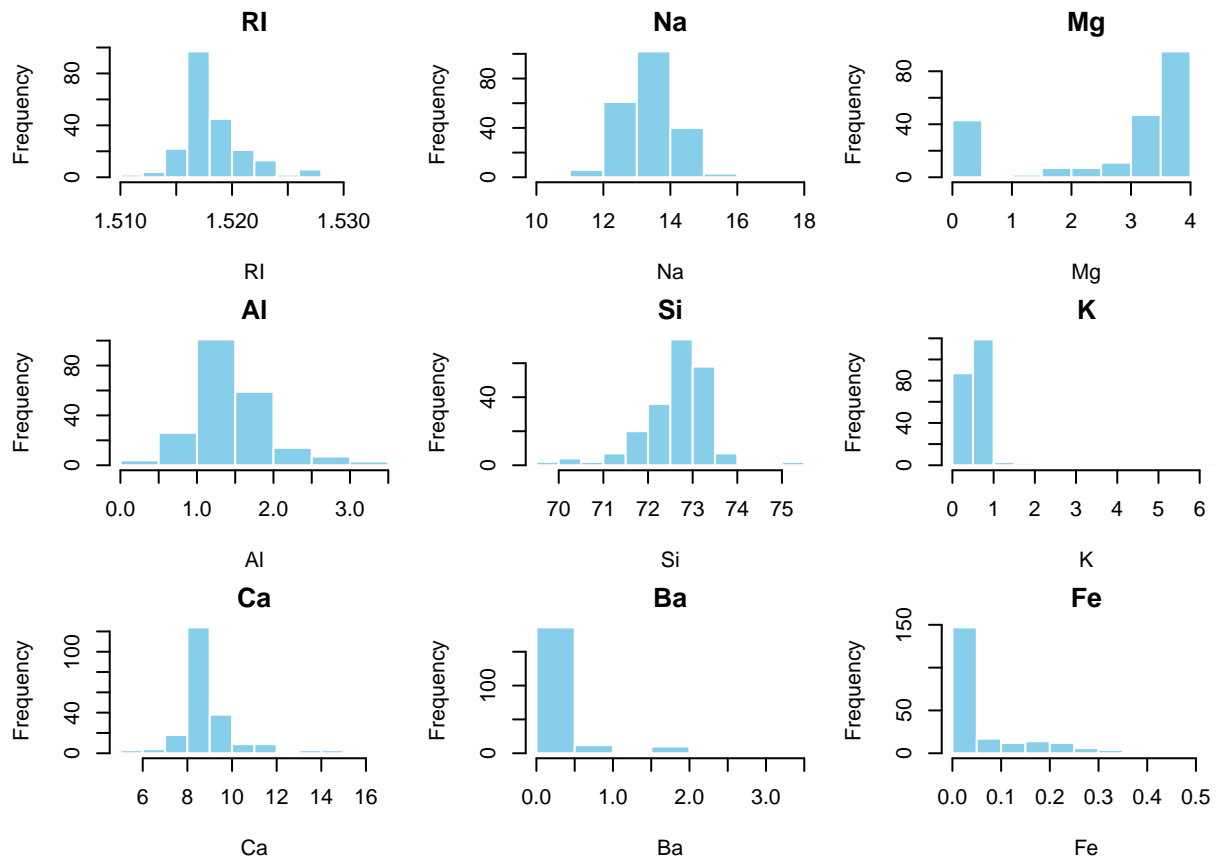 RI
Frequency
0 40 80
1.510 1.520 1.530
RI
Na
Frequency
0 40 80
10 12 14 16 18
Na
Mg
Frequency
0 40 80
0 1 2 3 4
Mg
Al
Frequency
0 40 80
0.0 1.0 2.0 3.0
Al
Si
Frequency
0 40
70 71 72 73 74 75
Si
K
Frequency
0 40 80
0 1 2 3 4 5 6
K
Ca
Frequency
0 40 100
6 8 10 12 14 16
Ca
Ba
Frequency
0 100
0.0 1.0 2.0 3.0
Ba
Fe
Frequency
0 50 150
0.0 0.1 0.2 0.3 0.4 0.5
Fe